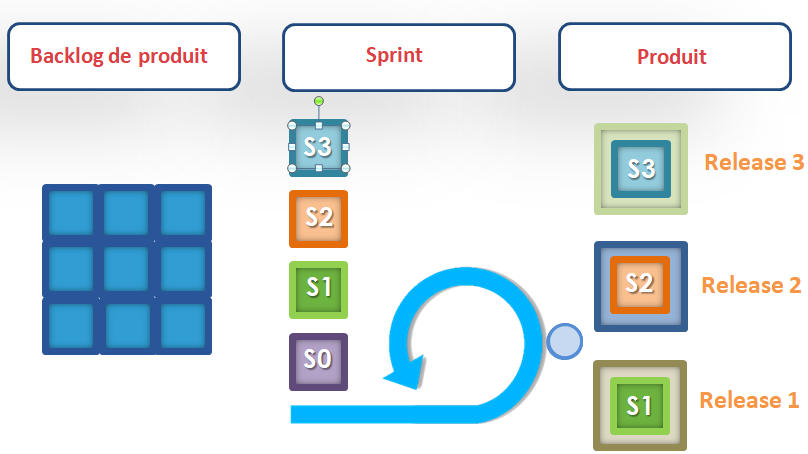 Backlog de produit
Sprint
Produit
S3
S2
S1
S0
S3
Release 3
S2
Release 2
S1
Release 1